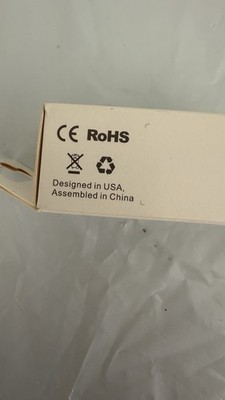 CE RoHS
Designed in USA,
Assembled in China